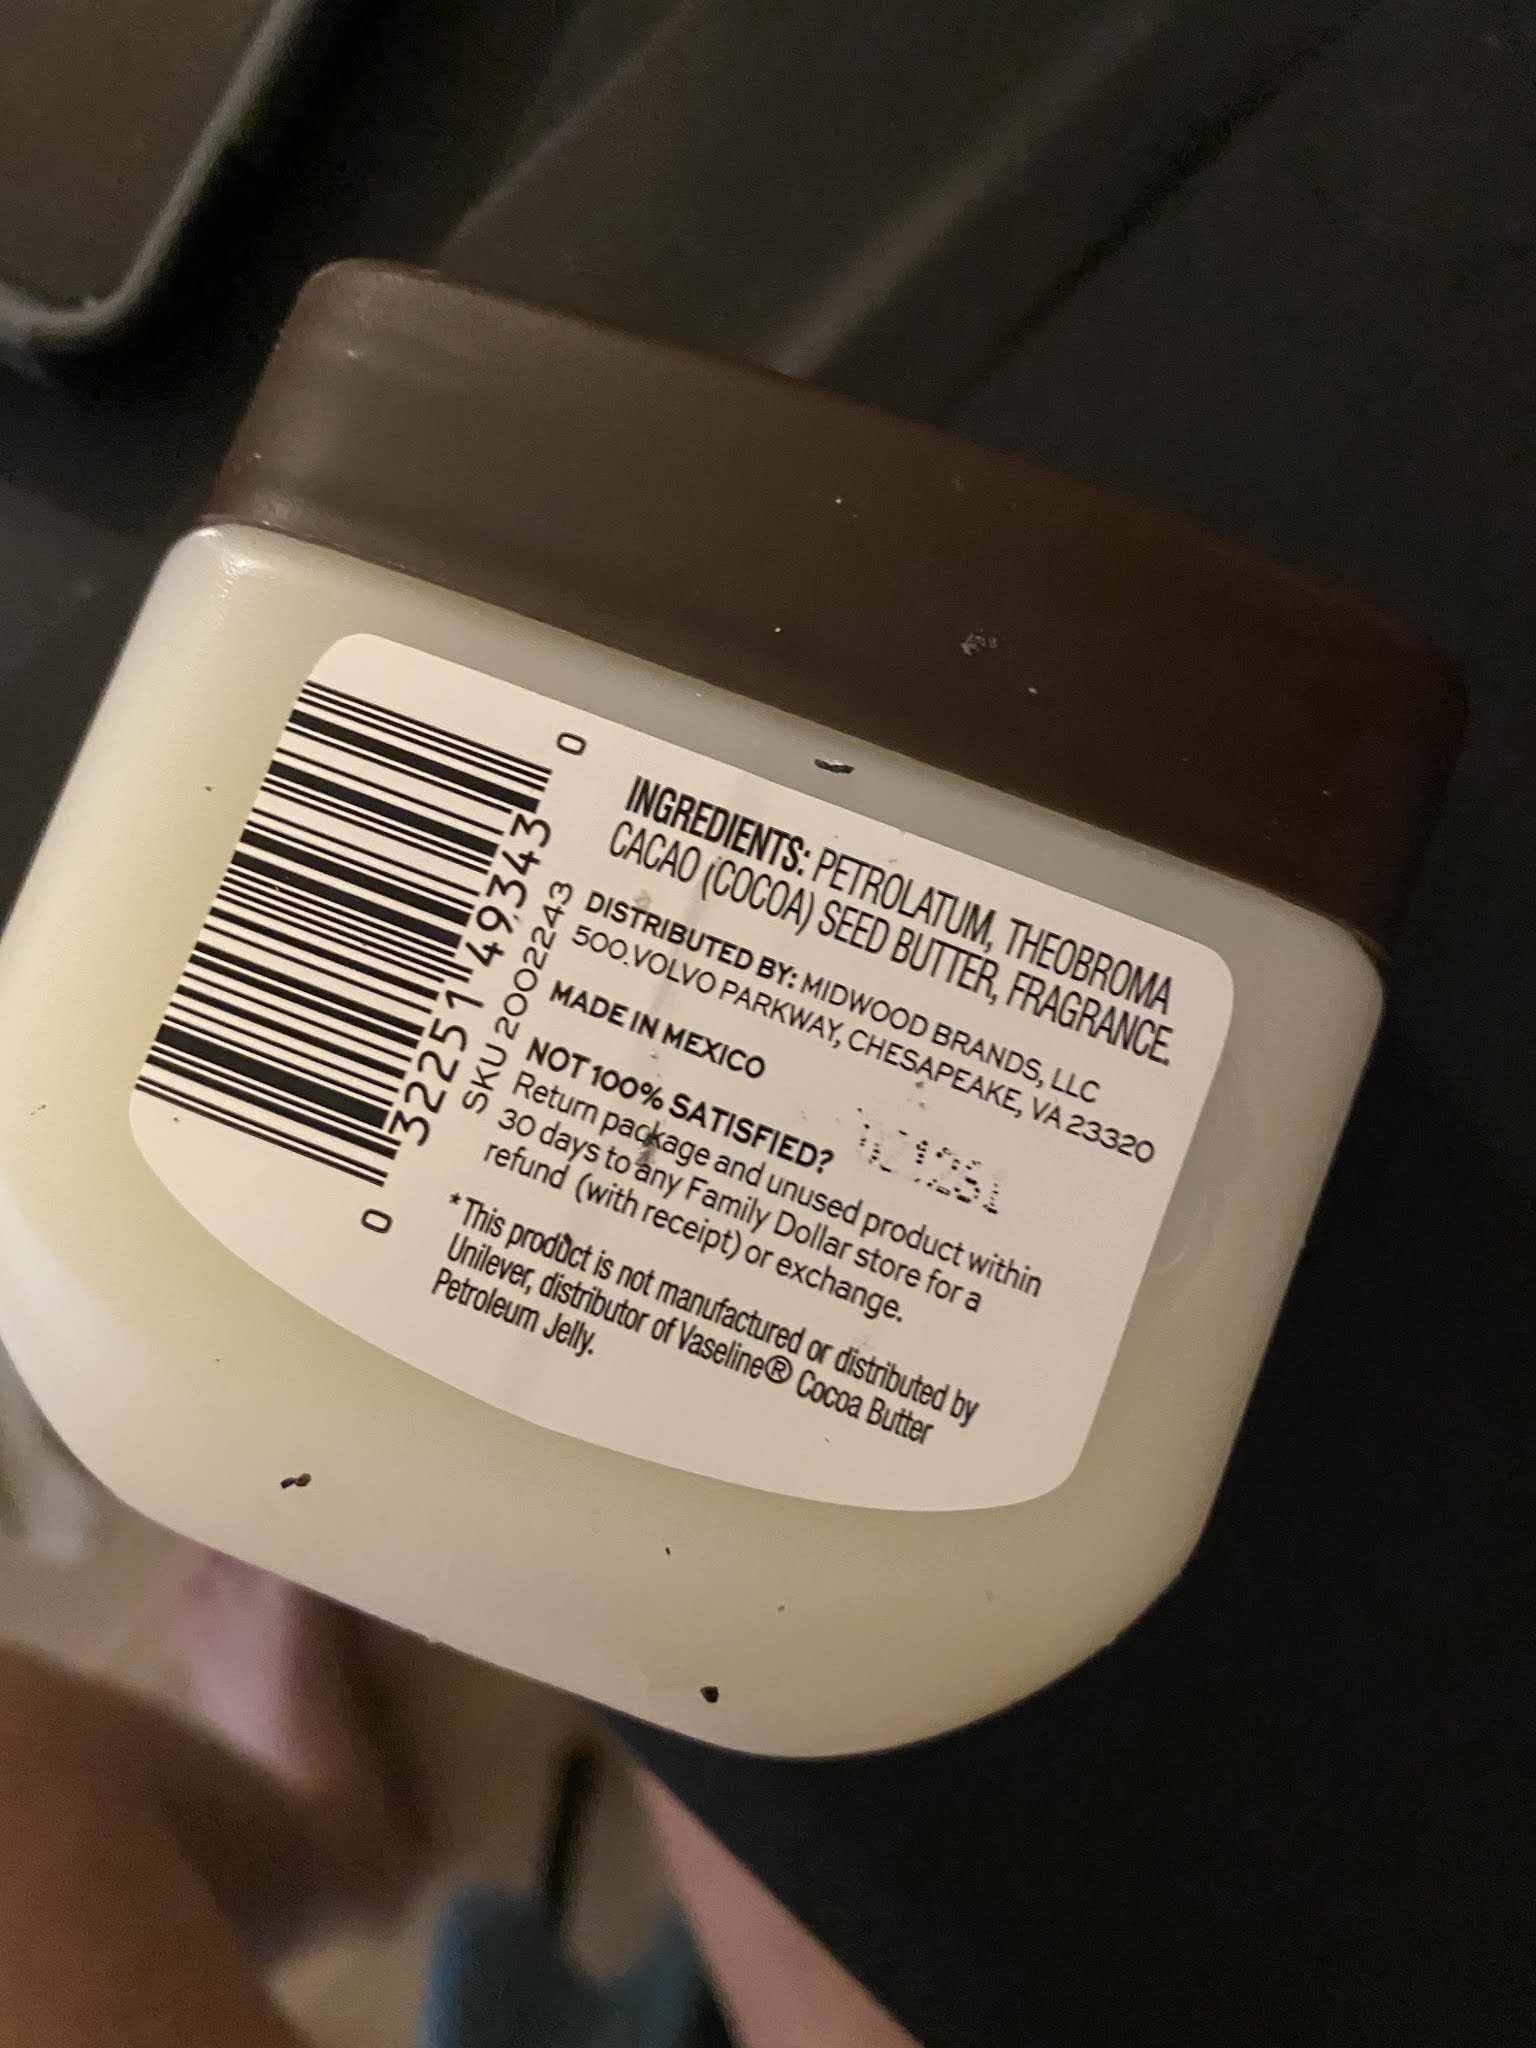 INGREDIENTS: PETROLATUM, THEOBROMA
CACAO (COCOA) SEED BUTTER, FRAGRANCE.
DISTRIBUTED BY: MIDWOOD BRANDS, LLC
500 VOLVO PARKWAY, CHESAPEAKE, VA 23320
MADE IN MEXICO
NOT 100% SATISFIED?
Return package and unused product within
30 days to any Family Dollar store for a
refund (with receipt) or exchange.
*This product is not manufactured or distributed by
Unilever, distributor of Vaseline® Cocoa Butter
Petroleum Jelly.
0
32251 49343
0
SKU 2002243